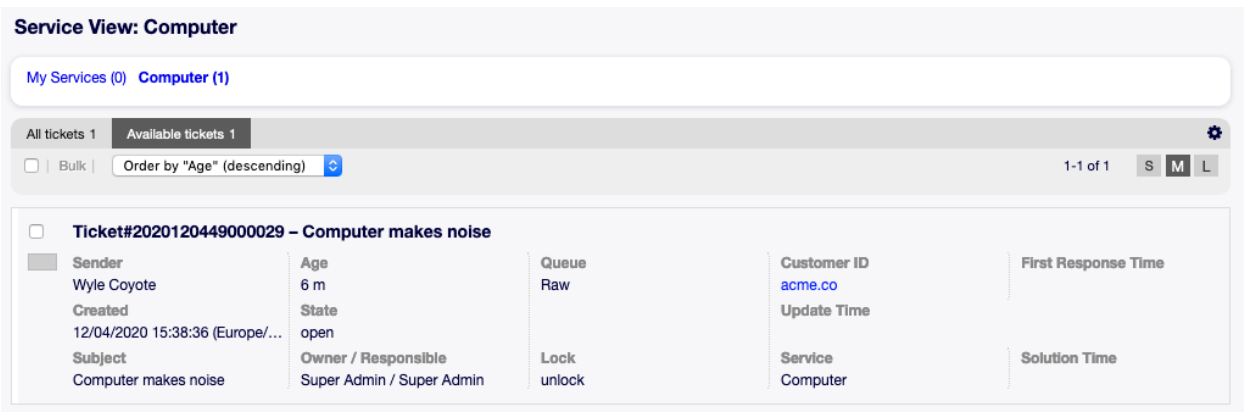 Service View: Computer
My Services (0) Computer (1)
All tickets 1 Available tickets 1
| Bulk | Order by "Age" (descending) 1-1 of 1 S M L
Ticket#2020120449000029 – Computer makes noise
Sender Age Queue Customer ID First Response Time
Wyle Coyote 6 m Raw acme.co
Created State Update Time
12/04/2020 15:38:36 (Europe/... open
Subject Owner / Responsible Lock Service Solution Time
Computer makes noise Super Admin / Super Admin unlock Computer